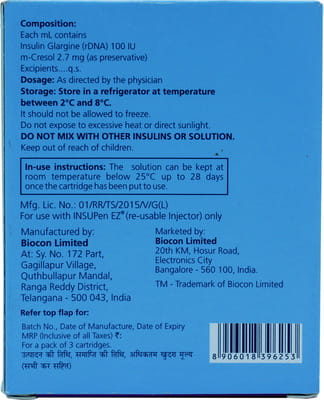 Composition:
Each mL contains
Insulin Glargine (rDNA) 100 IU
m-Cresol 2.7 mg (as preservative)
Excipients....q.s.
Dosage: As directed by the physician
Storage: Store in a refrigerator at temperature
between 2°C and 8°C.
It should not be allowed to freeze.
Do not expose to excessive heat or direct sunlight.
DO NOT MIX WITH OTHER INSULINS OR SOLUTION.
Keep out of reach of children.
In-use instructions: The solution can be kept at
room temperature below 25°C up to 28 days
once the cartridge has been put to use.
Mfg. Lic. No.: 01/RR/TS/2015/V/G(L)
For use with INSUPen EZ® (re-usable Injector) only
Manufactured by:
Biocon Limited
At: Sy. No. 172 Part,
Gagillapur Village,
Quthbullapur Mandal,
Ranga Reddy District,
Telangana - 500 043, India
Marketed by:
Biocon Limited
20th KM, Hosur Road,
Electronics City
Bangalore - 560 100, India.
TM - Trademark of Biocon Limited
Refer top flap for:
Batch No., Date of Manufacture, Date of Expiry
MRP (Inclusive of all Taxes) ₹:
For a pack of 3 cartridges.
उत्पादन की तिथि, समाप्ति की तिथि, अधिकतम खुदरा मूल्य
(सभी कर सहित)
8906018396253